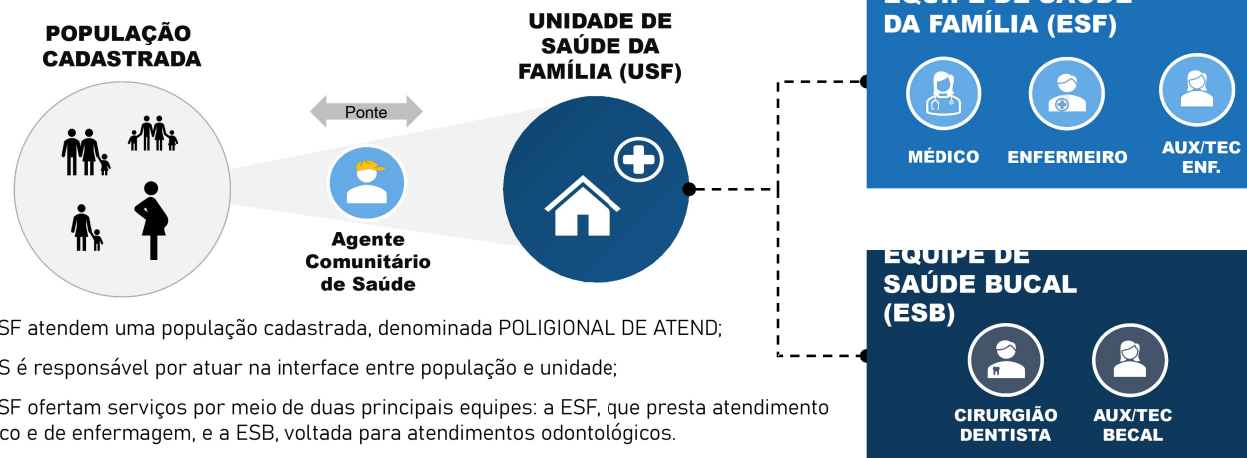 POPULAÇÃO
CADASTRADA
Ponte
Agente
Comunitário
de Saúde
UNIDADE DE
SAÚDE DA
FAMÍLIA (USF)
EQUIPE DE SAÚDE
DA FAMÍLIA (ESF)
MÉDICO
ENFERMEIRO
AUX/TEC
ENF.
EQUIPE DE
SAÚDE BUCAL
(ESB)
CIRURGIÃO
DENTISTA
AUX/TEC
BECAL
SF atendem uma população cadastrada, denominada POLIGIONAL DE ATEND;
S é responsável por atuar na interface entre população e unidade;
SF ofertam serviços por meio de duas principais equipes: a ESF, que presta atendimento
co e de enfermagem, e a ESB, voltada para atendimentos odontológicos.